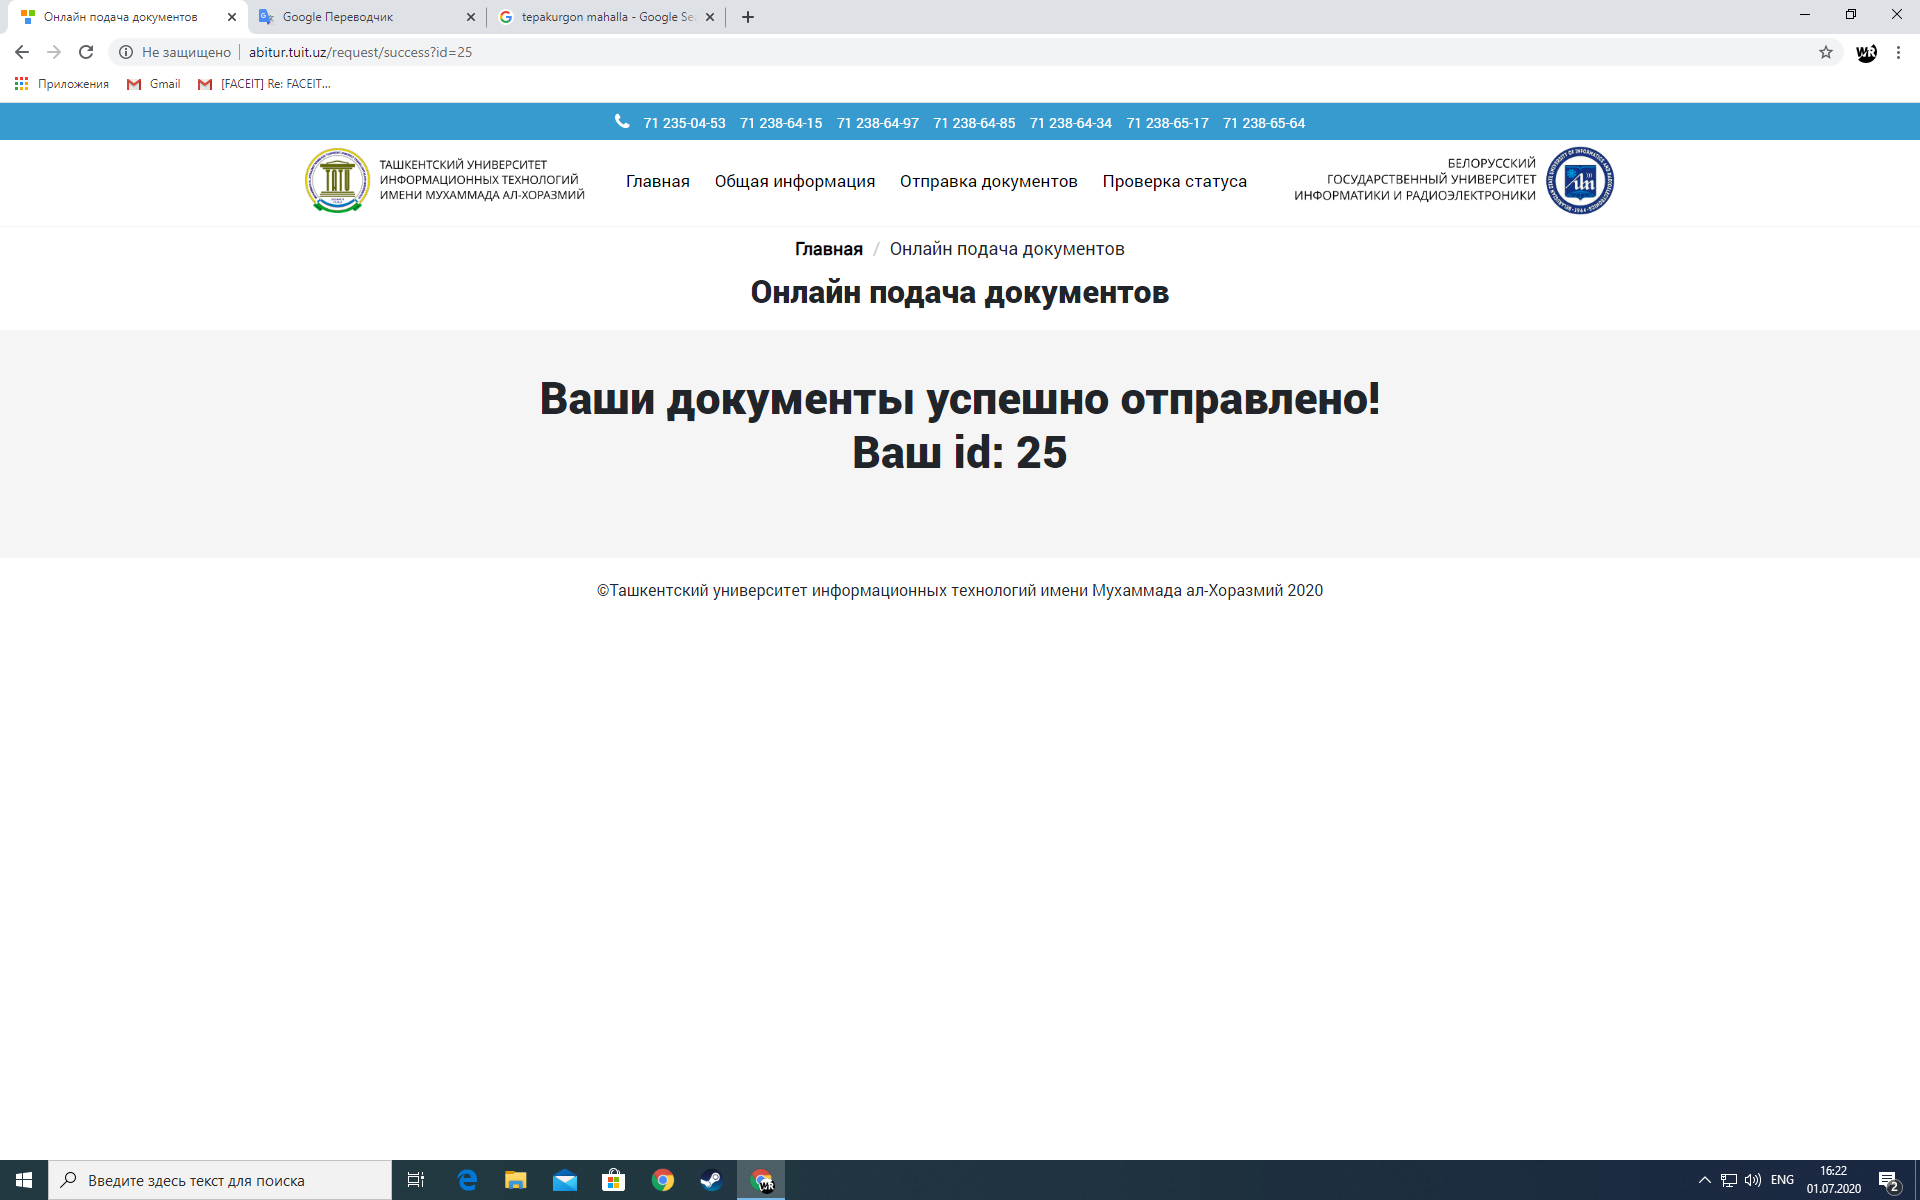 Онлайн подача документов
Google Переводчик
tepakurgon mahalla - Google Se
Не защищено
abitur.tuit.uz/request/success?id=25
Приложения
Gmail
[FACEIT] Re: FACEIT...
71 235-04-53 71 238-64-15 71 238-64-97 71 238-64-85 71 238-64-34 71 238-65-17 71 238-65-64
ТАШКЕНТСКИЙ УНИВЕРСИТЕТ
ИНФОРМАЦИОННЫХ ТЕХНОЛОГИЙ
ИМЕНИ МУХАММАДА АЛ-ХОРАЗМИЙ
Главная Общая информация Отправка документов Проверка статуса
БЕЛОРУССКИЙ
ГОСУДАРСТВЕННЫЙ УНИВЕРСИТЕТ
ИНФОРМАТИКИ И РАДИОЭЛЕКТРОНИКИ
Главная / Онлайн подача документов
Онлайн подача документов
Ваши документы успешно отправлено!
Ваш id: 25
©Ташкентский университет информационных технологий имени Мухаммада ал-Хоразмий 2020
Введите здесь текст для поиска
ENG
16:22
01.07.2020
2